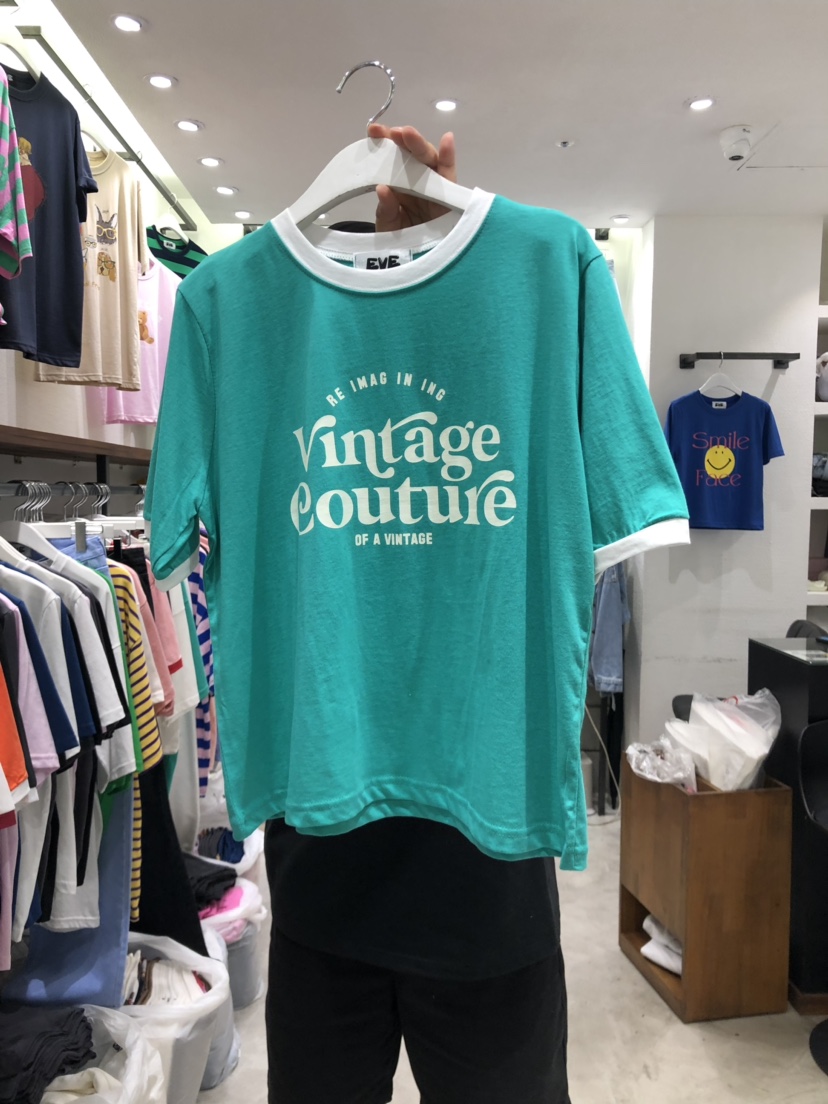 EVE
RE IMAG IN ING
Vintage
Couture
OF A VINTAGE
Smile
Face